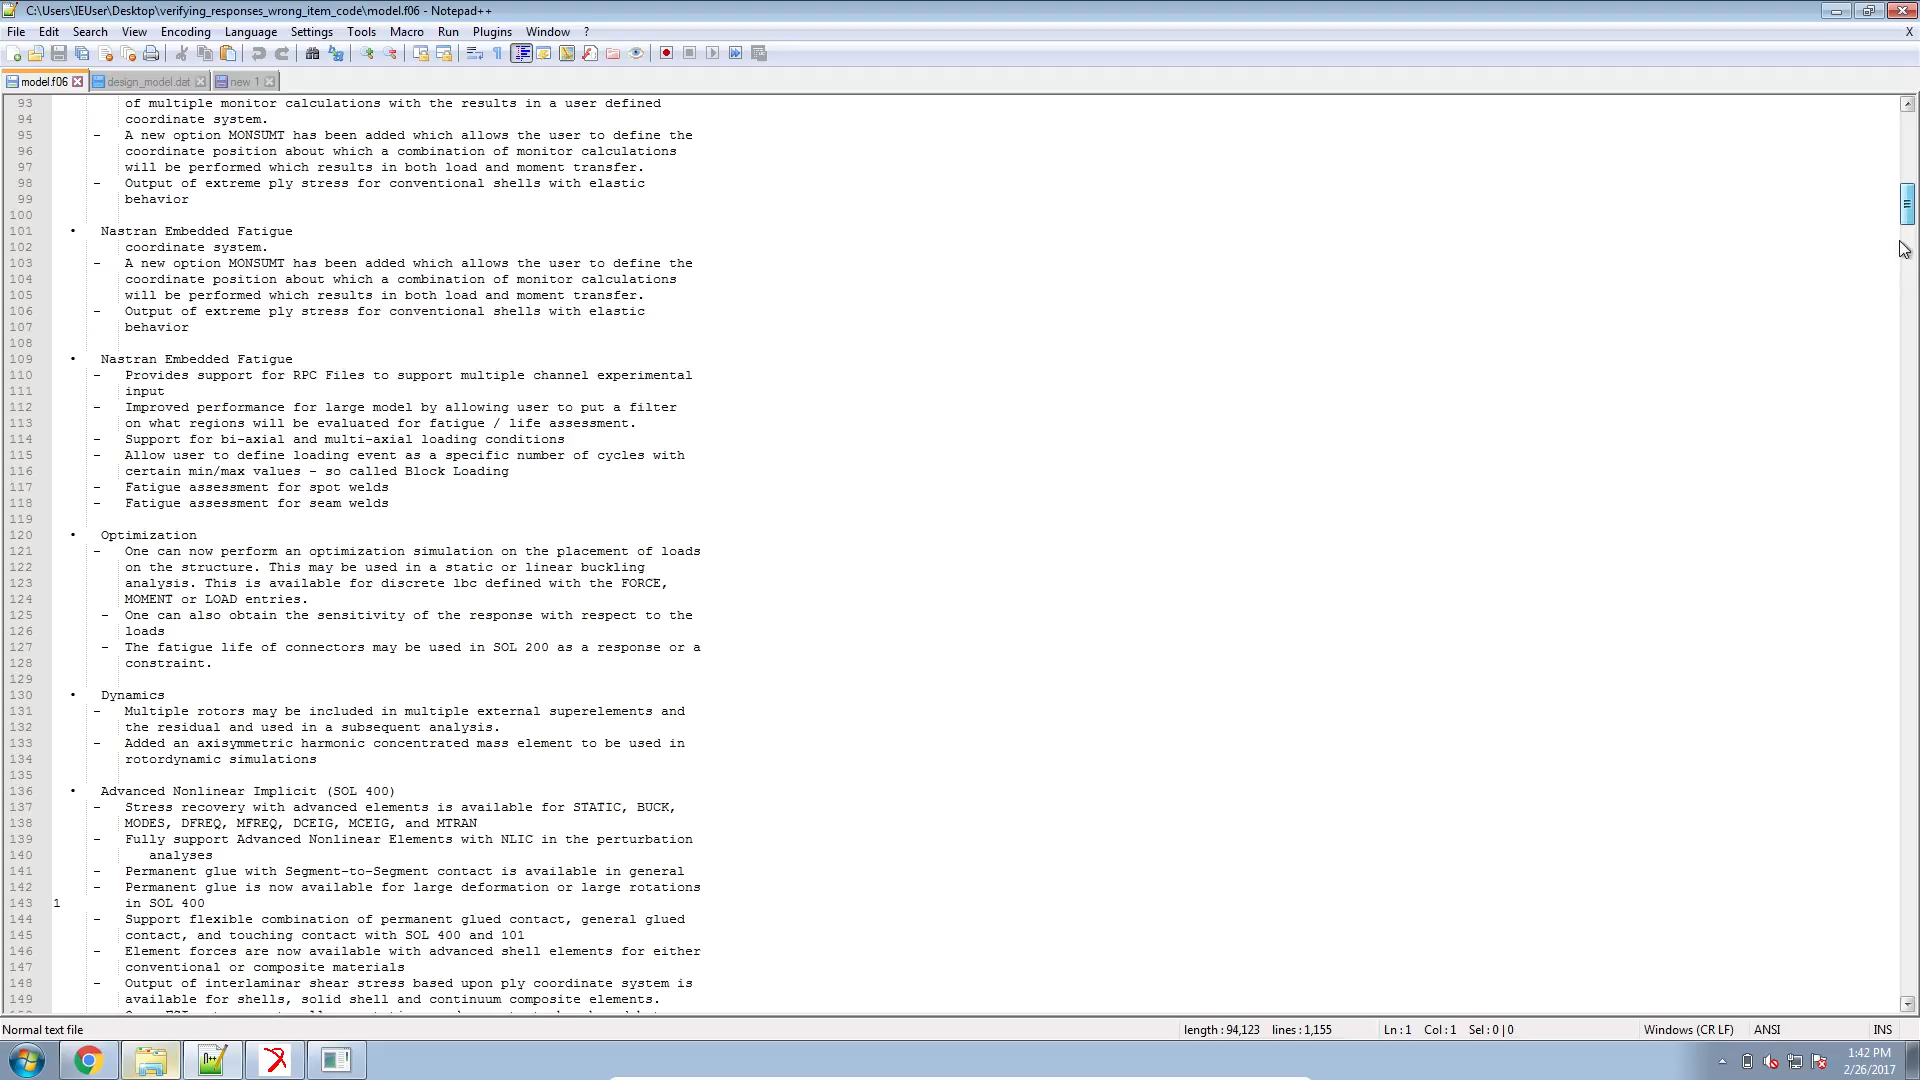 C:\Users\IEUser\Desktop\verifying_responses_wrong_item_code\model.f06 - Notepad++
File Edit Search View Encoding Language Settings Tools Macro Run Plugins Window ? X
model.f06 design_model.dat new 1
93 of multiple monitor calculations with the results in a user defined
94 coordinate system.
95 – A new option MONSUMT has been added which allows the user to define the
96 coordinate position about which a combination of monitor calculations
97 will be performed which results in both load and moment transfer.
98 – Output of extreme ply stress for conventional shells with elastic
99 behavior
100
101 • Nastran Embedded Fatigue
102 coordinate system.
103 – A new option MONSUMT has been added which allows the user to define the
104 coordinate position about which a combination of monitor calculations
105 will be performed which results in both load and moment transfer.
106 – Output of extreme ply stress for conventional shells with elastic
107 behavior
108
109 • Nastran Embedded Fatigue
110 – Provides support for RPC Files to support multiple channel experimental
111 input
112 – Improved performance for large model by allowing user to put a filter
113 on what regions will be evaluated for fatigue / life assessment.
114 – Support for bi-axial and multi-axial loading conditions
115 – Allow user to define loading event as a specific number of cycles with
116 certain min/max values – so called Block Loading
117 – Fatigue assessment for spot welds
118 – Fatigue assessment for seam welds
119
120 • Optimization
121 – One can now perform an optimization simulation on the placement of loads
122 on the structure. This may be used in a static or linear buckling
123 analysis. This is available for discrete lbc defined with the FORCE,
124 MOMENT or LOAD entries.
125 – One can also obtain the sensitivity of the response with respect to the
126 loads
127 – The fatigue life of connectors may be used in SOL 200 as a response or a
128 constraint.
129
130 • Dynamics
131 – Multiple rotors may be included in multiple external superelements and
132 the residual and used in a subsequent analysis.
133 – Added an axisymmetric harmonic concentrated mass element to be used in
134 rotordynamic simulations
135
136 • Advanced Nonlinear Implicit (SOL 400)
137 – Stress recovery with advanced elements is available for STATIC, BUCK,
138 MODES, DFREQ, MFREQ, DCEIG, MCEIG, and MTRAN
139 – Fully support Advanced Nonlinear Elements with NLIC in the perturbation
140 analyses
141 – Permanent glue with Segment-to-Segment contact is available in general
142 – Permanent glue is now available for large deformation or large rotations
143 1 in SOL 400
144 – Support flexible combination of permanent glued contact, general glued
145 contact, and touching contact with SOL 400 and 101
146 – Element forces are now available with advanced shell elements for either
147 conventional or composite materials
148 – Output of interlaminar shear stress based upon ply coordinate system is
149 available for shells, solid shell and continuum composite elements.
Normal text file length : 94,123 lines : 1,155 Ln : 1 Col : 1 Sel : 0 | 0 Windows (CR LF) ANSI INS
1:42 PM
2/26/2017